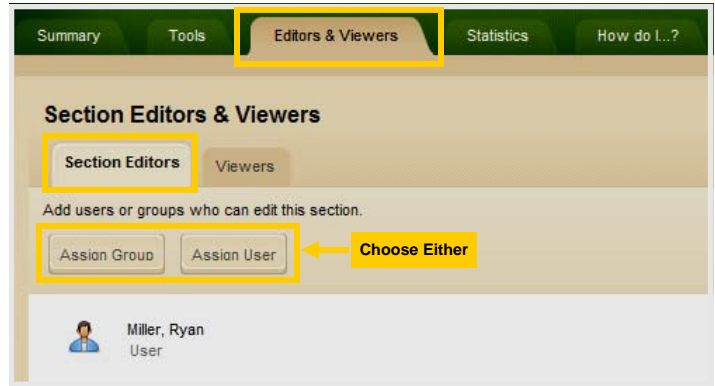 Summary Tools Editors & Viewers Statistics How do I...?
Section Editors & Viewers
Section Editors Viewers
Add users or groups who can edit this section.
Assign Group Assign User Choose Either
Miller, Ryan
User